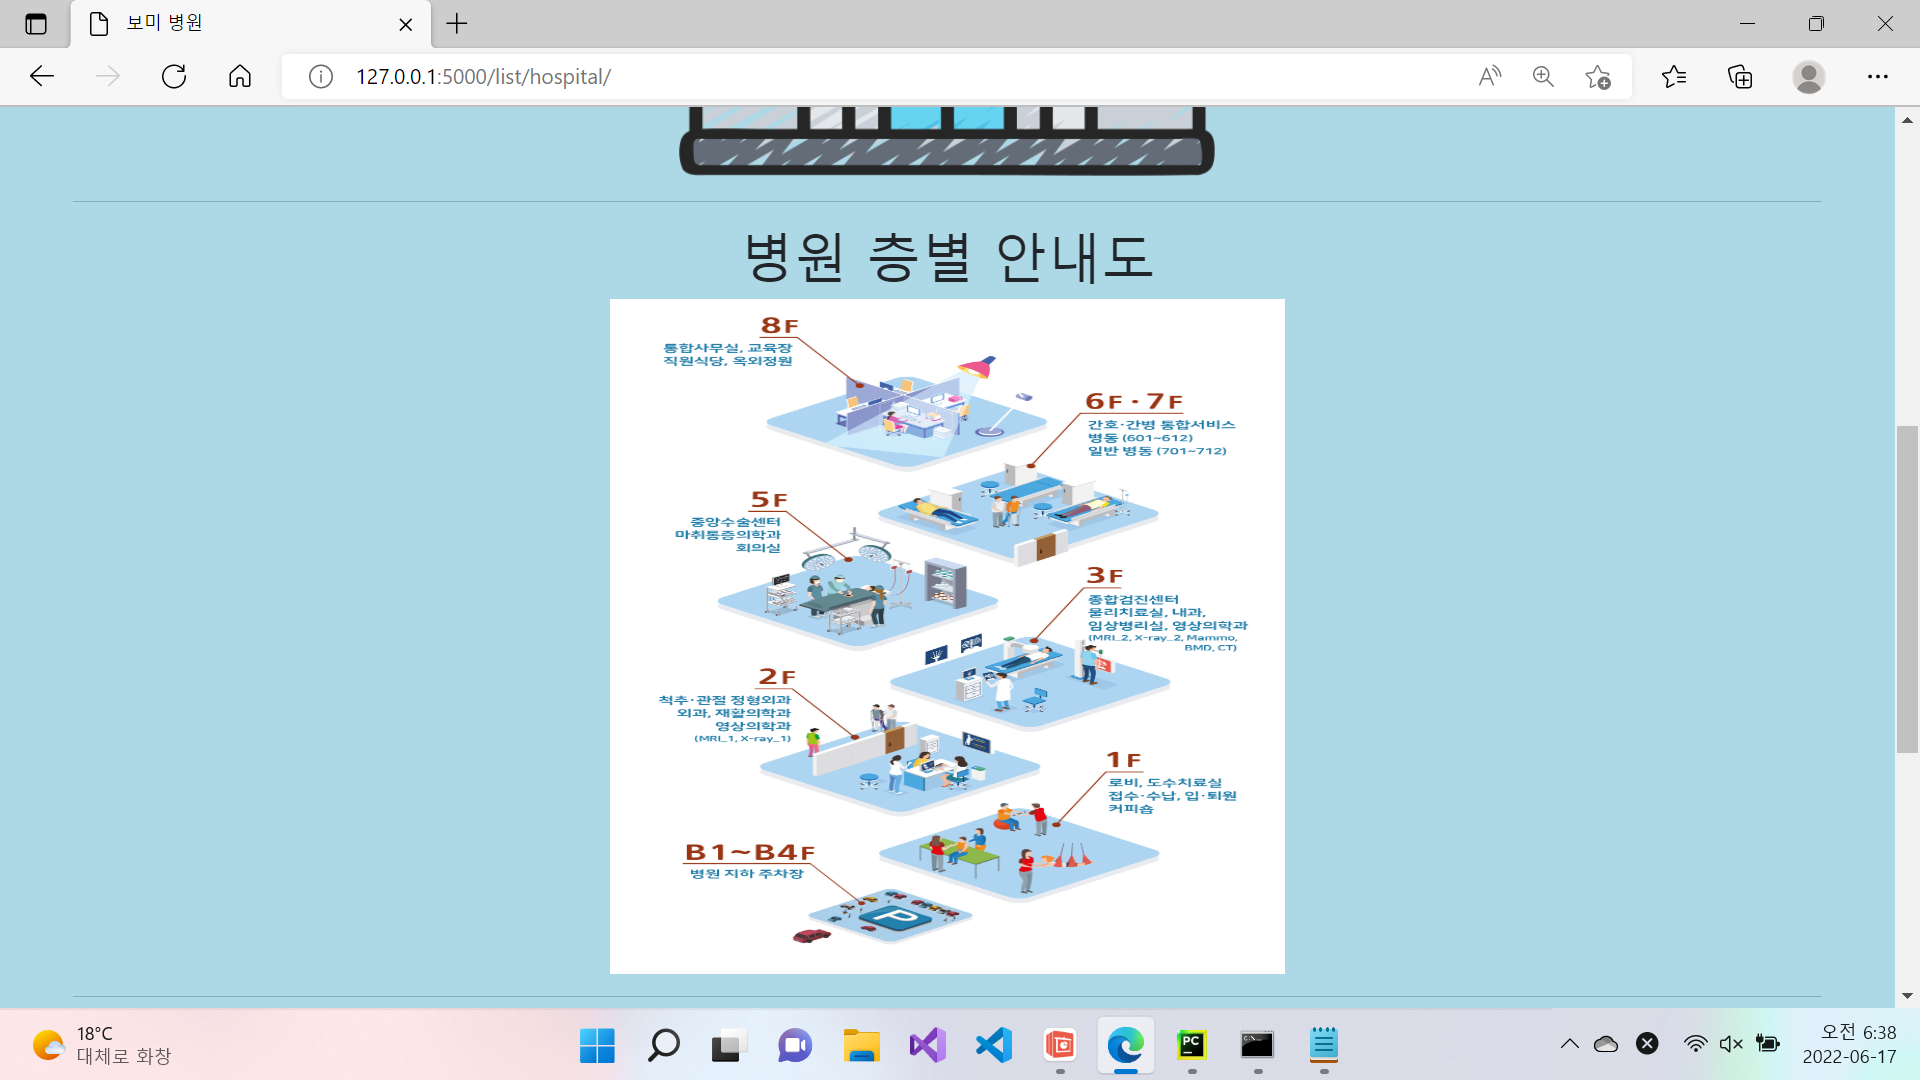 보미 병원
127.0.0.1:5000/list/hospital/
병원 층별 안내도
8F
통합사무실, 교육장
직원식당, 옥외정원
6F·7F
간호·간병 통합서비스
병동 (601~612)
일반 병동 (701~712)
5F
중앙수술센터
마취통증의학과
회의실
3F
종합검진센터
물리치료실, 내과,
임상병리실, 영상의학과
(MRI_2, X-ray_2, Mammo,
BMD, CT)
2F
척추·관절 정형외과
외과, 재활의학과
영상의학과
(MRI_1, X-ray_1)
1F
로비, 도수치료실
접수·수납, 입·퇴원
커피숍
B1~B4F
병원 지하 주차장
P
18°C
대체로 화창
PC
오전 6:38
2022-06-17